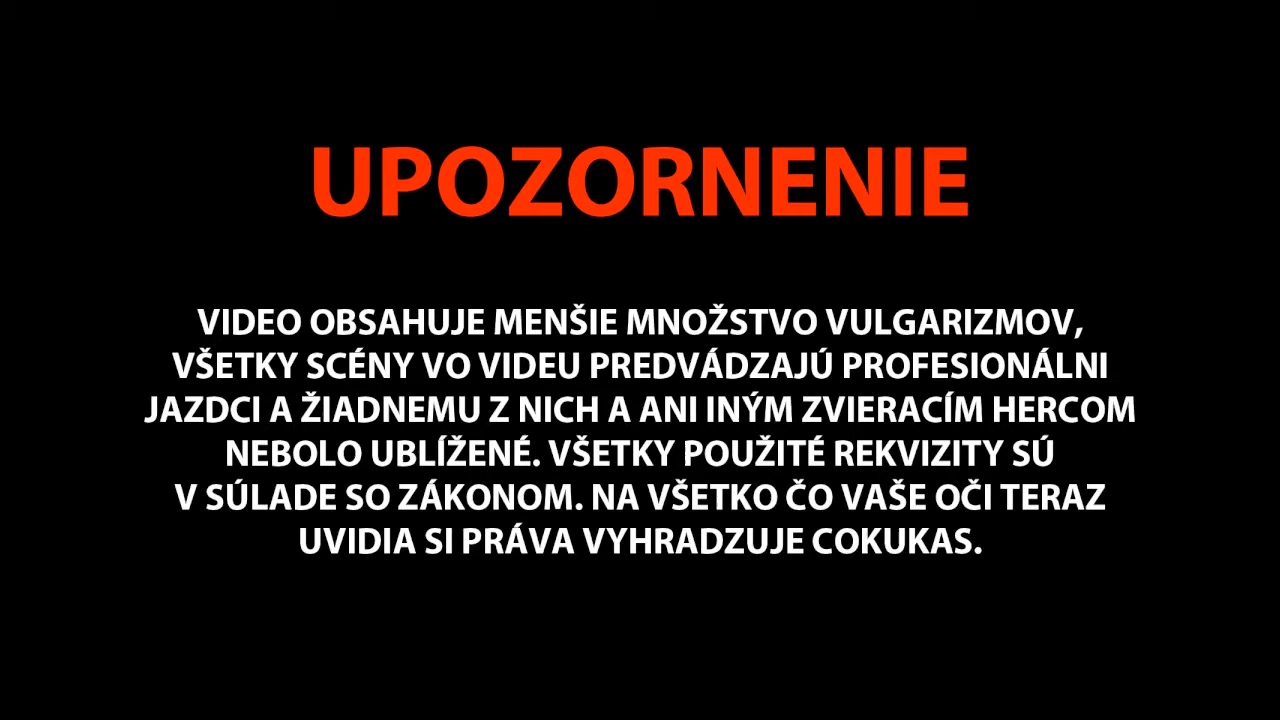 UPOZORNENIE
VIDEO OBSAHUJE MENŠIE MNOŽSTVO VULGARIZMOV,
VŠETKY SCÉNY VO VIDEU PREDVÁDZAJÚ PROFESIONÁLNI
JAZDCI A ŽIADNEMU Z NICH A ANI INÝM ZVIERACÍM HERCOM
NEBOLO UBLÍŽENÉ. VŠETKY POUŽITÉ REKVIZITY SÚ
V SÚLADE SO ZÁKONOM. NA VŠETKO ČO VAŠE OČI TERAZ
UVIDIA SI PRÁVA VYHRADZUJE COKUKAS.